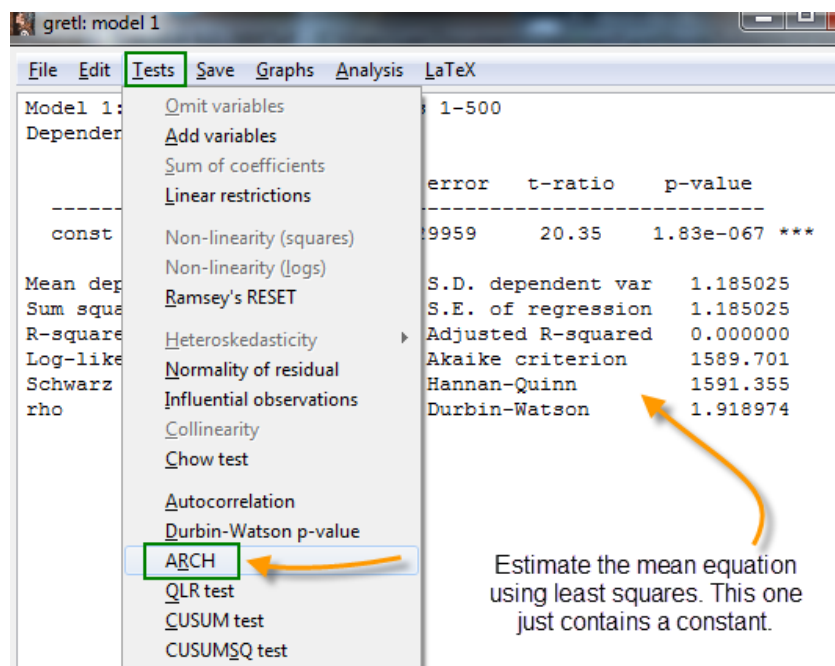 gretl: model 1
File Edit Tests Save Graphs Analysis LaTeX
Model 1: 1-500
Depender
error t-ratio p-value
const 9959 20.35 1.83e-067 ***
Mean dep S.D. dependent var 1.185025
Sum squa S.E. of regression 1.185025
R-square Adjusted R-squared 0.000000
Log-like Akaike criterion 1589.701
Schwarz Hannan-Quinn 1591.355
rho Durbin-Watson 1.918974
Omit variables
Add variables
Sum of coefficients
Linear restrictions
Non-linearity (squares)
Non-linearity (logs)
Ramsey's RESET
Heteroskedasticity
Normality of residual
Influential observations
Collinearity
Chow test
Autocorrelation
Durbin-Watson p-value
ARCH
QLR test
CUSUM test
CUSUMSQ test
Estimate the mean equation
using least squares. This one
just contains a constant.